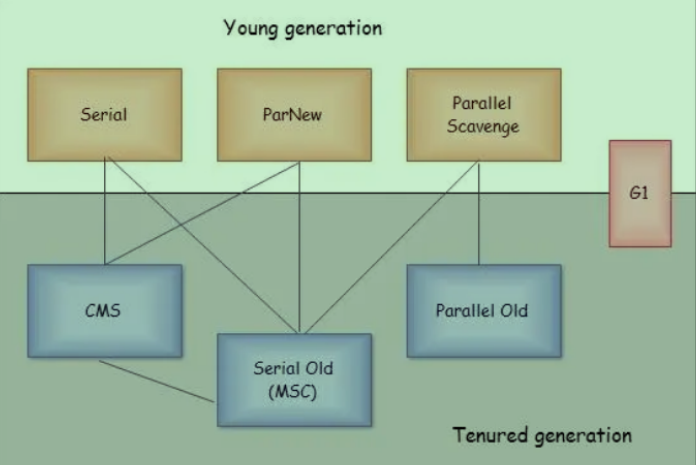 Young generation
Serial
ParNew
Parallel
Scavenge
G1
CMS
Serial Old
(MSC)
Parallel Old
Tenured generation